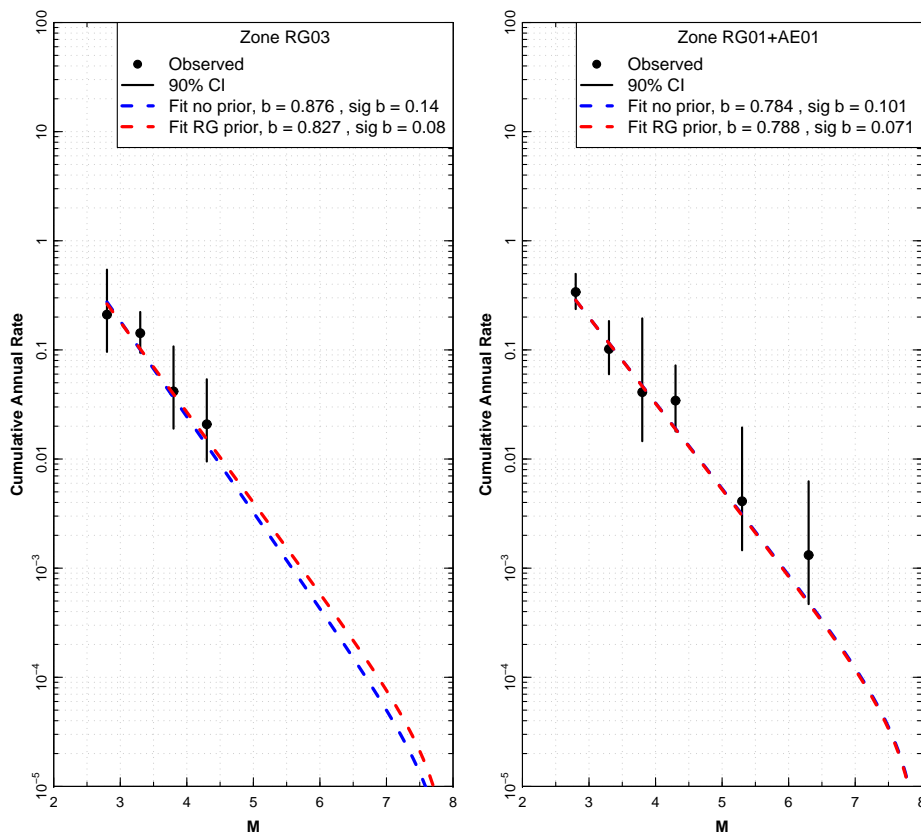 Zone RG03
Observed
90% CI
Fit no prior, b = 0.876 , sig b = 0.14
Fit RG prior, b = 0.827 , sig b = 0.08
100
10
1
0.1
0.01
10⁻³
10⁻⁴
10⁻⁵
Cumulative Annual Rate
2 3 4 5 6 7 8
M
Zone RG01+AE01
Observed
90% CI
Fit no prior, b = 0.784 , sig b = 0.101
Fit RG prior, b = 0.788 , sig b = 0.071
100
10
1
0.1
0.01
10⁻³
10⁻⁴
10⁻⁵
Cumulative Annual Rate
2 3 4 5 6 7 8
M